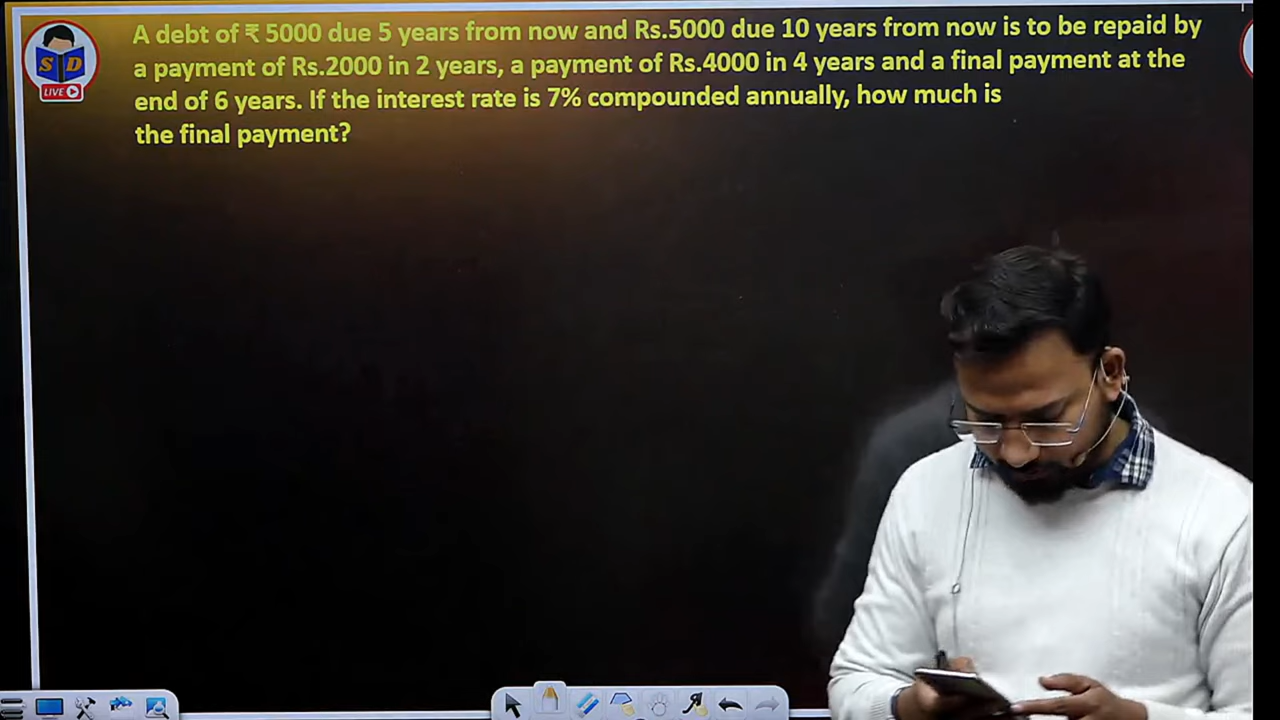 A debt of ₹ 5000 due 5 years from now and Rs.5000 due 10 years from now is to be repaid by
a payment of Rs.2000 in 2 years, a payment of Rs.4000 in 4 years and a final payment at the
end of 6 years. If the interest rate is 7% compounded annually, how much is
the final payment?
S D
LIVE